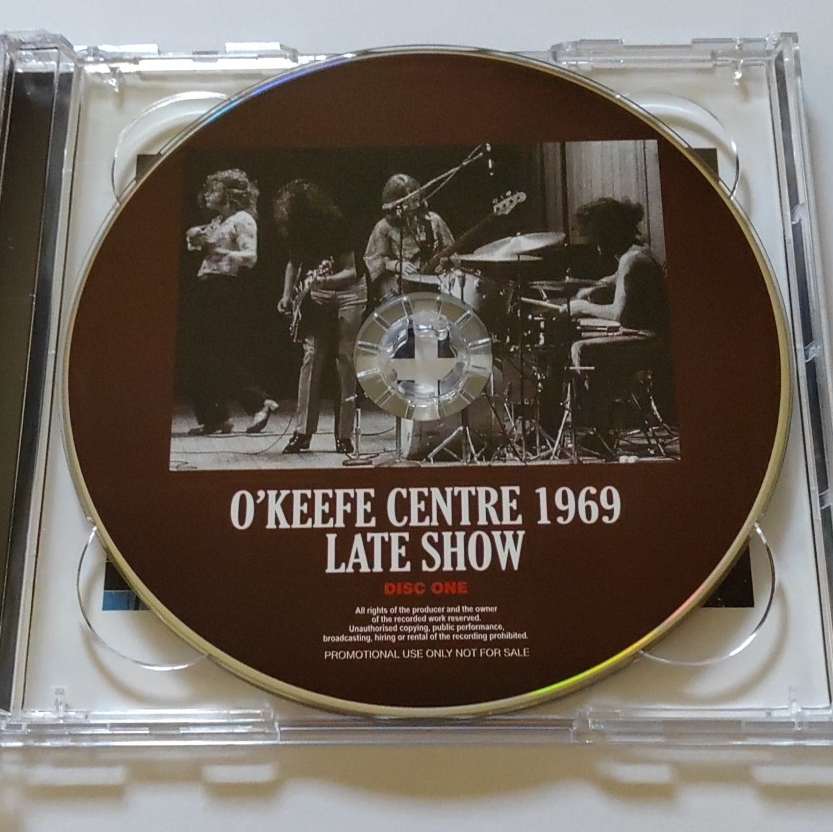 O'KEEFE CENTRE 1969
LATE SHOW
DISC ONE
All rights of the producer and the owner
of the recorded work reserved.
Unauthorised copying, public performance,
broadcasting, hiring or rental of the recording prohibited.
PROMOTIONAL USE ONLY NOT FOR SALE